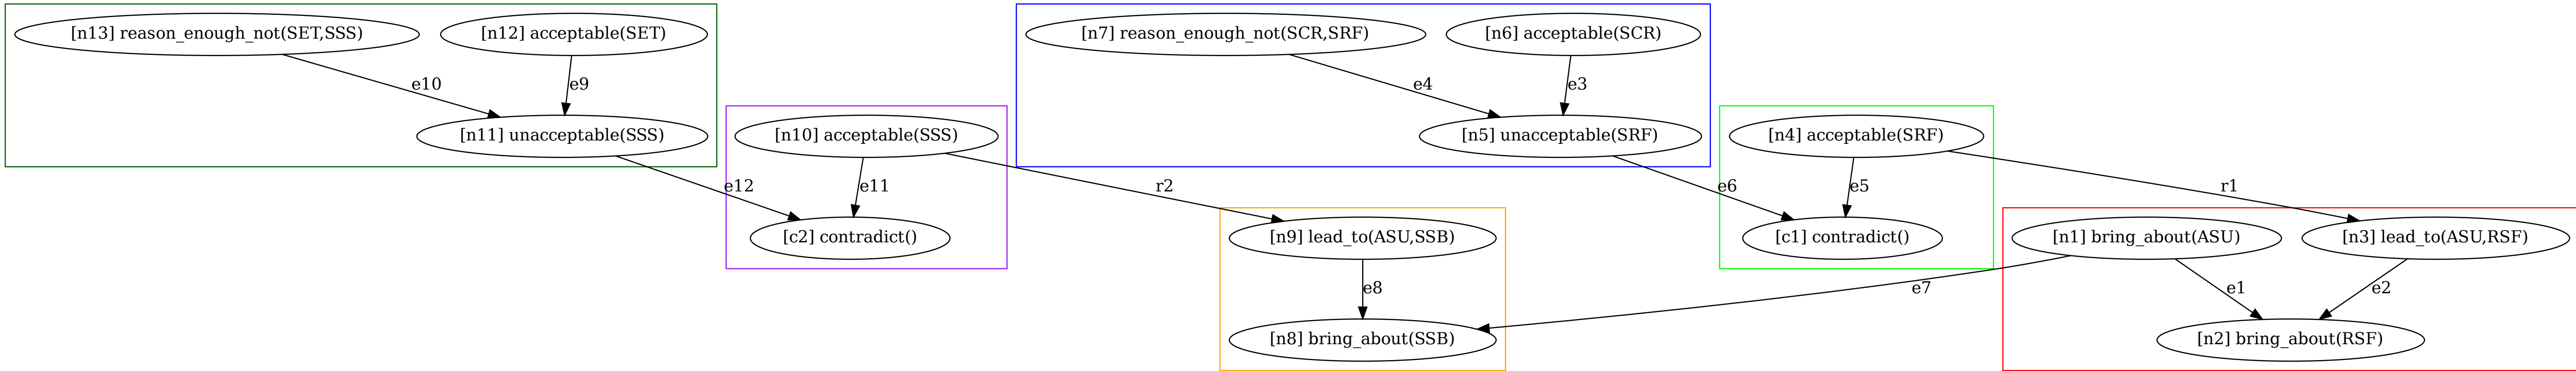 [n13] reason_enough_not(SET,SSS)
[n12] acceptable(SET)
[n7] reason_enough_not(SCR,SRF)
[n6] acceptable(SCR)
e10
e9
e4
e3
[n11] unacceptable(SSS)
[n10] acceptable(SSS)
[n5] unacceptable(SRF)
[n4] acceptable(SRF)
e12
e11
r2
e6
e5
r1
[c2] contradict()
[n9] lead_to(ASU,SSB)
[c1] contradict()
[n1] bring_about(ASU)
[n3] lead_to(ASU,RSF)
e8
e7
e1
e2
[n8] bring_about(SSB)
[n2] bring_about(RSF)